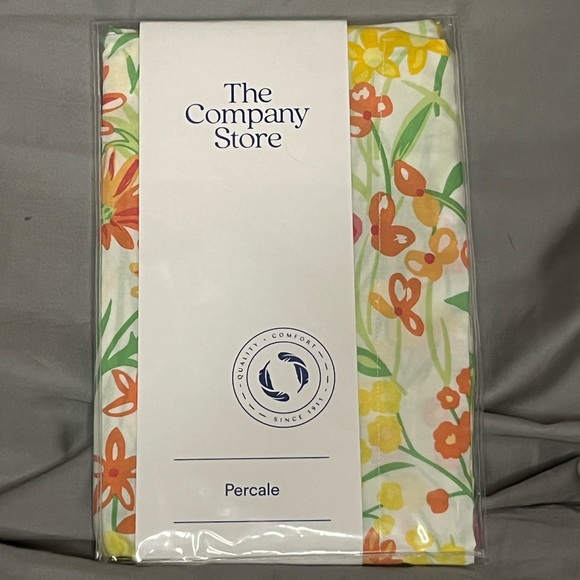 The
Company
Store
QUALITY - COMFORT
SINCE 1911
Percale